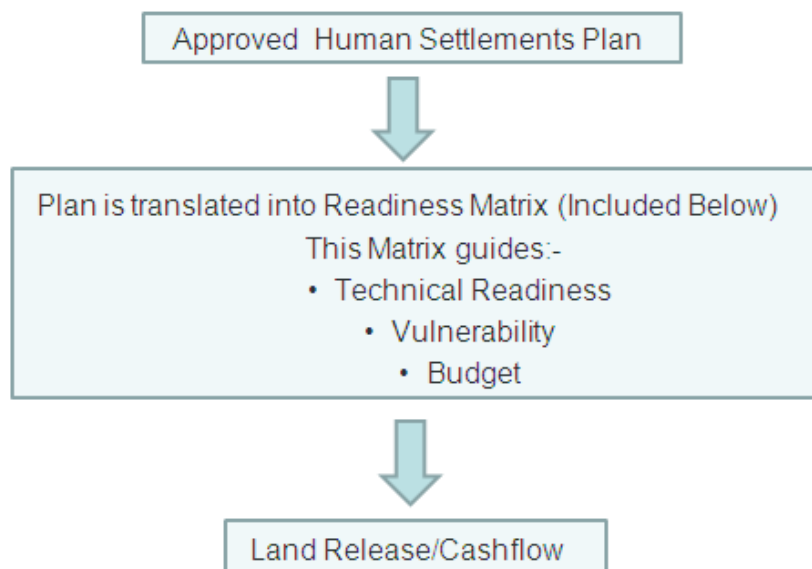 Approved Human Settlements Plan
Plan is translated into Readiness Matrix (Included Below)
This Matrix guides:-
• Technical Readiness
• Vulnerability
• Budget
Land Release/Cashflow